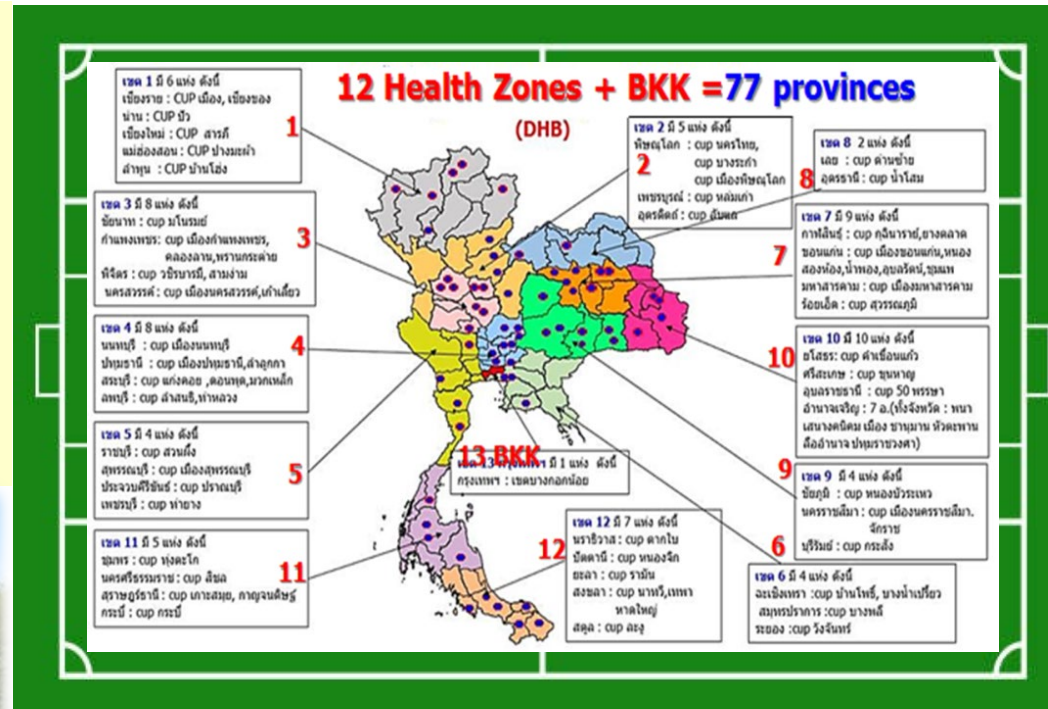 12 Health Zones + BKK =77 provinces
(DHB)
เขต 1 มี 6 แห่ง ดังนี้
เชียงราย : CUP เมือง, เชียงของ
น่าน : CUP ปัว
เชียงใหม่ : CUP สารภี
แม่ฮ่องสอน : CUP ปางมะผ้า
ลำพูน : CUP บ้านโฮ่ง
1
เขต 2 มี 5 แห่ง ดังนี้
พิษณุโลก : cup นครไทย,
cup บางระกำ
cup เมืองพิษณุโลก
เพชรบูรณ์ : cup หล่มเก่า
อุตรดิตถ์ : cup ลับแล
2
เขต 8 2 แห่ง ดังนี้
เลย : cup ด่านซ้าย
อุดรธานี : cup น้ำโสม
8
เขต 3 มี 8 แห่ง ดังนี้
ชัยนาท : cup มโนรมย์
กำแพงเพชร: cup เมืองกำแพงเพชร,
คลองลาน,พรานกระต่าย
พิจิตร : cup วชิรบารมี, สามง่าม
นครสวรรค์ : cup เมืองนครสวรรค์,เก้าเลี้ยว
3
เขต 7 มี 9 แห่ง ดังนี้
กาฬสินธุ์ : cup กุฉินารายณ์,ยางตลาด
ขอนแก่น : cup เมืองขอนแก่น,หนอง
สองห้อง,น้ำพอง,อุบลรัตน์,ชุมแพ
มหาสารคาม : cup เมืองมหาสารคาม
ร้อยเอ็ด : cup สุวรรณภูมิ
7
เขต 4 มี 8 แห่ง ดังนี้
นนทบุรี : cup เมืองนนทบุรี
ปทุมธานี : cup เมืองปทุมธานี,ลำลูกกา
สระบุรี : cup แก่งคอย ,ดอนพุด,มวกเหล็ก
ลพบุรี : cup ลำสนธิ,ท่าหลวง
4
เขต 10 มี 10 แห่ง ดังนี้
ยโสธร: cup คำเขื่อนแก้ว
ศรีสะเกษ : cup ขุนหาญ
อุบลราชธานี : cup 50 พรรษา
อำนาจเจริญ : 7 อ.(ทั้งจังหวัด : พนา
เสนางคนิคม เมือง ชานุมาน หัวตะพาน
ลืออำนาจ ปทุมราชวงศา)
10
เขต 5 มี 4 แห่ง ดังนี้
ราชบุรี : cup สวนผึ้ง
สุพรรณบุรี : cup เมืองสุพรรณบุรี
ประจวบคีรีขันธ์ : cup ปราณบุรี
เพชรบุรี : cup ท่ายาง
5
13 BKK
เขต 13 กรุงเทพฯ มี 1 แห่ง ดังนี้
กรุงเทพฯ : เขตบางกอกน้อย
เขต 9 มี 4 แห่ง ดังนี้
ชัยภูมิ : cup หนองบัวระเหว
นครราชสีมา : cup เมืองนครราชสีมา.
จักราช
บุรีรัมย์ : cup กระสัง
9
เขต 11 มี 5 แห่ง ดังนี้
ชุมพร : cup ทุ่งตะโก
นครศรีธรรมราช : cup สิชล
สุราษฎร์ธานี : cup เกาะสมุย, กาญจนดิษฐ์
กระบี่ : cup กระบี่
11
เขต 12 มี 7 แห่ง ดังนี้
นราธิวาส : cup ตากใบ
ปัตตานี : cup หนองจิก
ยะลา : cup รามัน
สงขลา : cup นาทวี,เทพา
หาดใหญ่
สตูล : cup ละงู
12
เขต 6 มี 4 แห่ง ดังนี้
ฉะเชิงเทรา :cup บ้านโพธิ์, บางน้ำเปรี้ยว
สมุทรปราการ :cup บางพลี
ระยอง :cup วังจันทร์
6